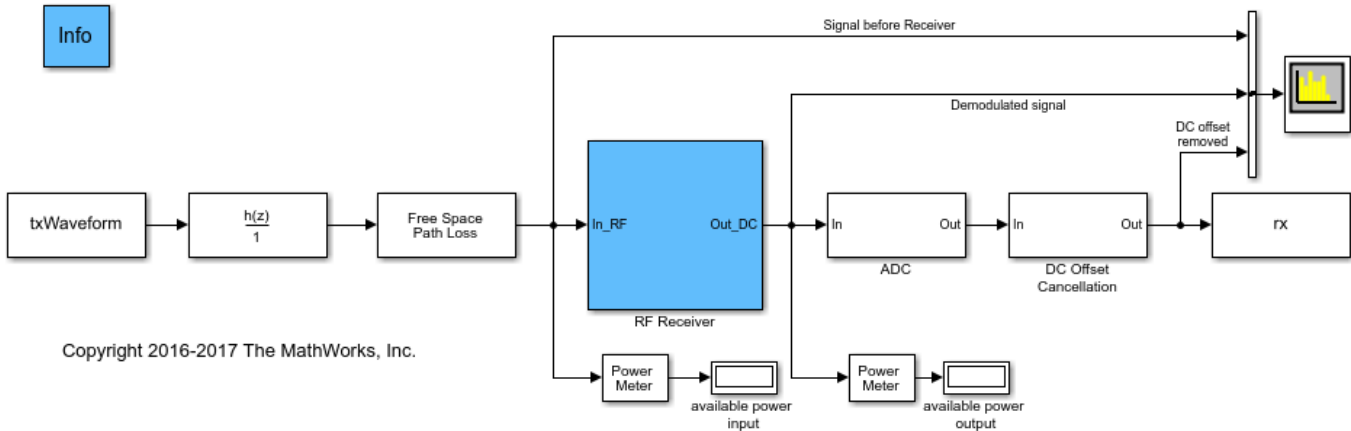 Info
Signal before Receiver
Demodulated signal
DC offset
removed
txWaveform
h(z)
1
Free Space
Path Loss
In_RF
Out_DC
RF Receiver
In
Out
ADC
In
Out
DC Offset
Cancellation
rx
Copyright 2016-2017 The MathWorks, Inc.
Power
Meter
available power
input
Power
Meter
available power
output